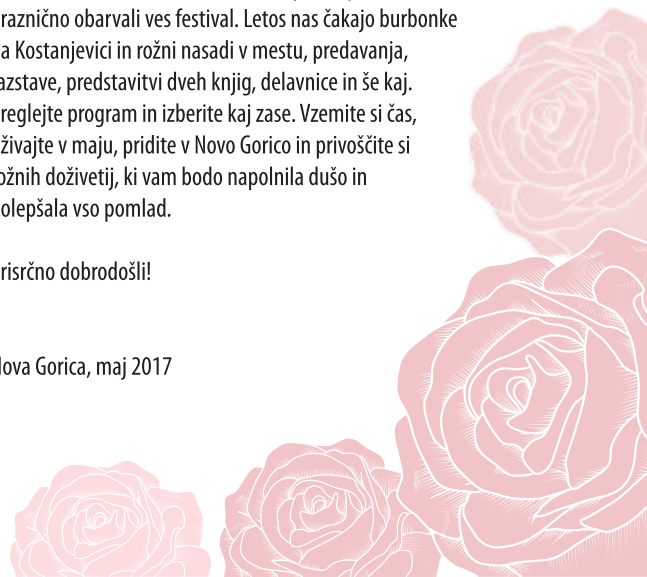 raznično obarvali ves festival. Letos nas čakajo burbonke
a Kostanjevici in rožni nasadi v mestu, predavanja,
azstave, predstavitvi dveh knjig, delavnice in še kaj.
reglejte program in izberite kaj zase. Vzemite si čas,
živajte v maju, pridite v Novo Gorico in privoščite si
ožnih doživetij, ki vam bodo napolnila dušo in
olepšala vso pomlad.
risrčno dobrodošli!
lova Gorica, maj 2017